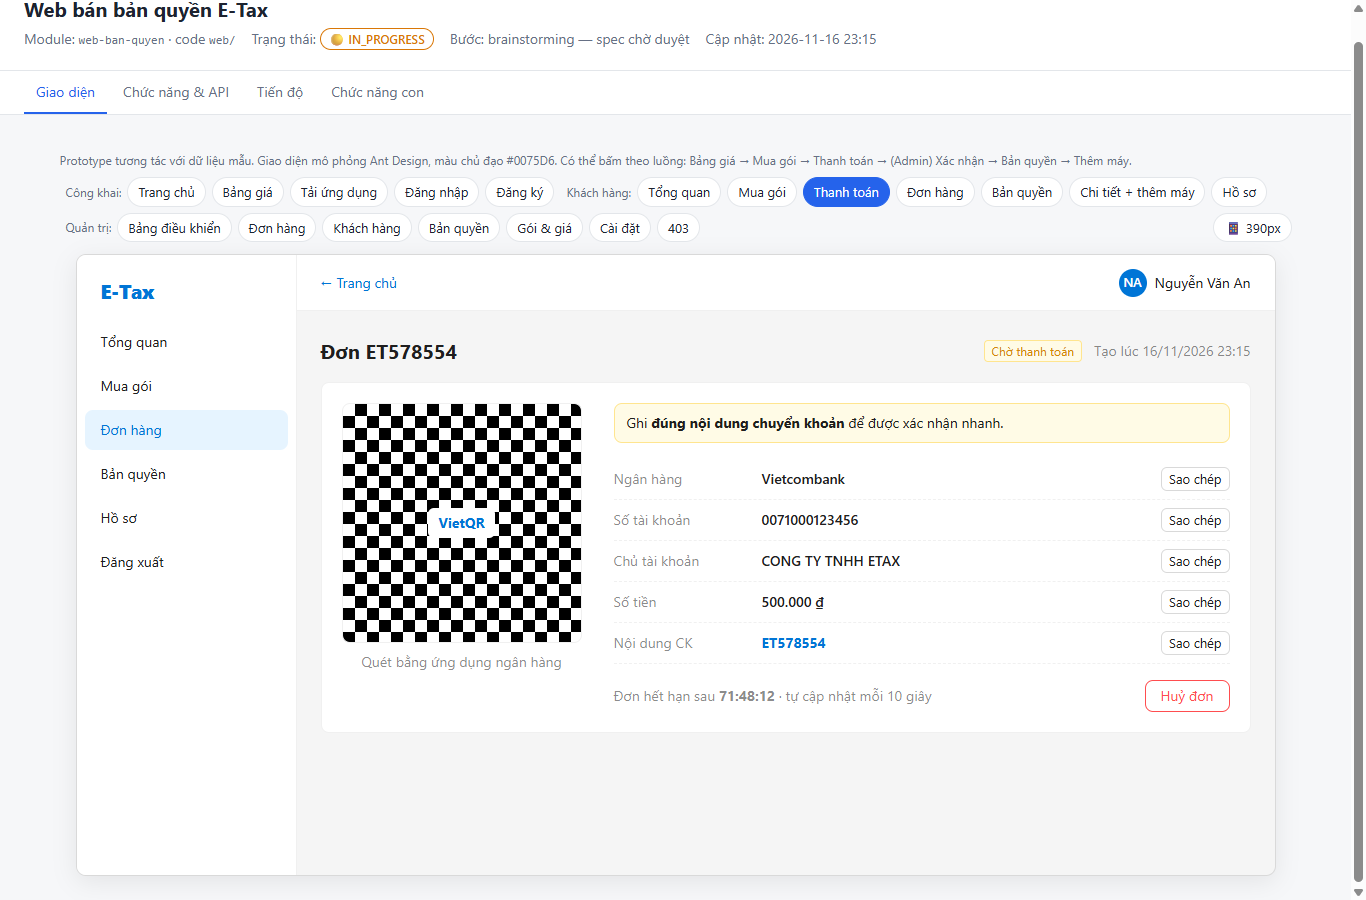 Web bán bản quyền E-Tax
Module: web-ban-quyen · code web/ Trạng thái: IN_PROGRESS Bước: brainstorming — spec chờ duyệt Cập nhật: 2026-11-16 23:15
Giao diện Chức năng & API Tiến độ Chức năng con
Prototype tương tác với dữ liệu mẫu. Giao diện mô phỏng Ant Design, màu chủ đạo #0075D6. Có thể bấm theo luồng: Bảng giá → Mua gói → Thanh toán → (Admin) Xác nhận → Bản quyền → Thêm máy.
Công khai: Trang chủ Bảng giá Tải ứng dụng Đăng nhập Đăng ký Khách hàng: Tổng quan Mua gói Thanh toán Đơn hàng Bản quyền Chi tiết + thêm máy Hồ sơ
Quản trị: Bảng điều khiển Đơn hàng Khách hàng Bản quyền Gói & giá Cài đặt 403 390px
E-Tax
Tổng quan
Mua gói
Đơn hàng
Bản quyền
Hồ sơ
Đăng xuất
← Trang chủ NA Nguyễn Văn An
Đơn ET578554 Chờ thanh toán Tạo lúc 16/11/2026 23:15
VietQR
Quét bằng ứng dụng ngân hàng
Ghi đúng nội dung chuyển khoản để được xác nhận nhanh.
Ngân hàng Vietcombank Sao chép
Số tài khoản 0071000123456 Sao chép
Chủ tài khoản CONG TY TNHH ETAX Sao chép
Số tiền 500.000 ₫ Sao chép
Nội dung CK ET578554 Sao chép
Đơn hết hạn sau 71:48:12 · tự cập nhật mỗi 10 giây Huỷ đơn